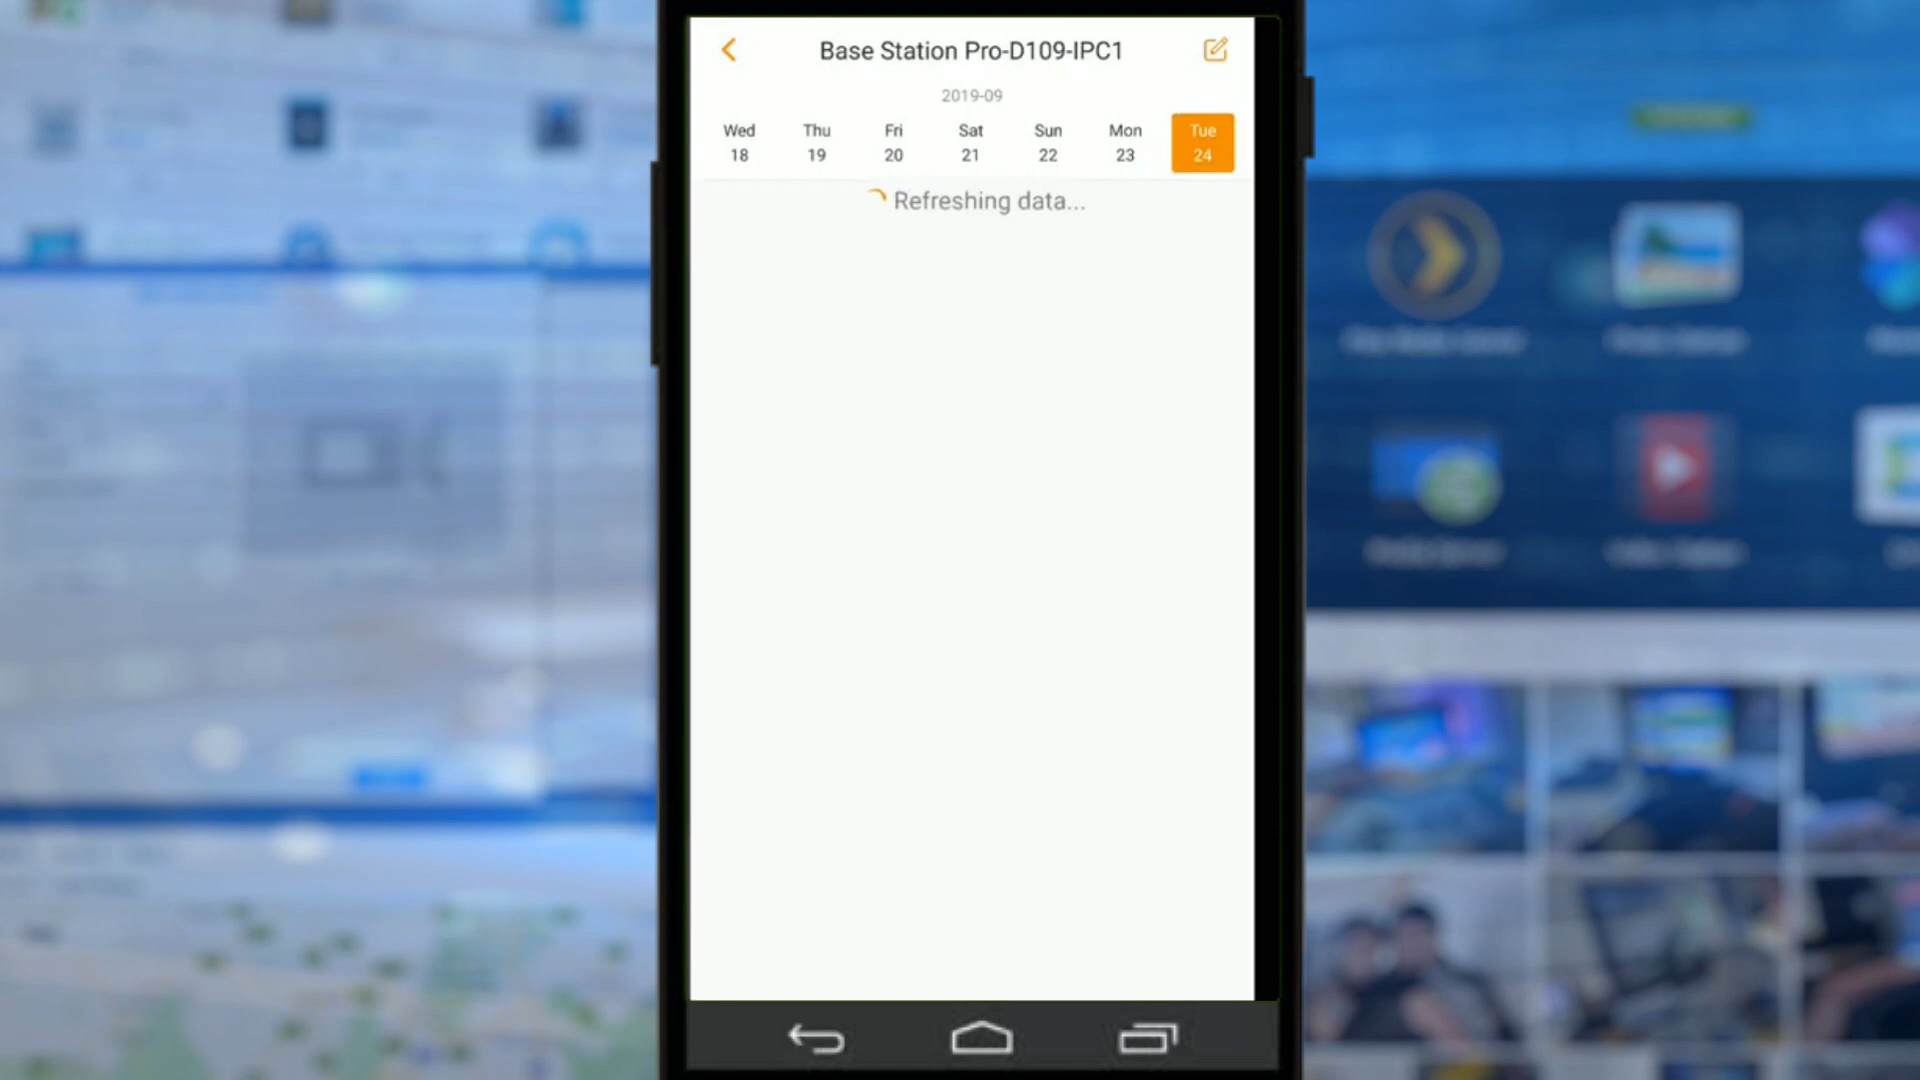 Base Station Pro-D109-IPC1
2019-09
Wed Thu Fri Sat Sun Mon Tue
18 19 20 21 22 23 24
Refreshing data...